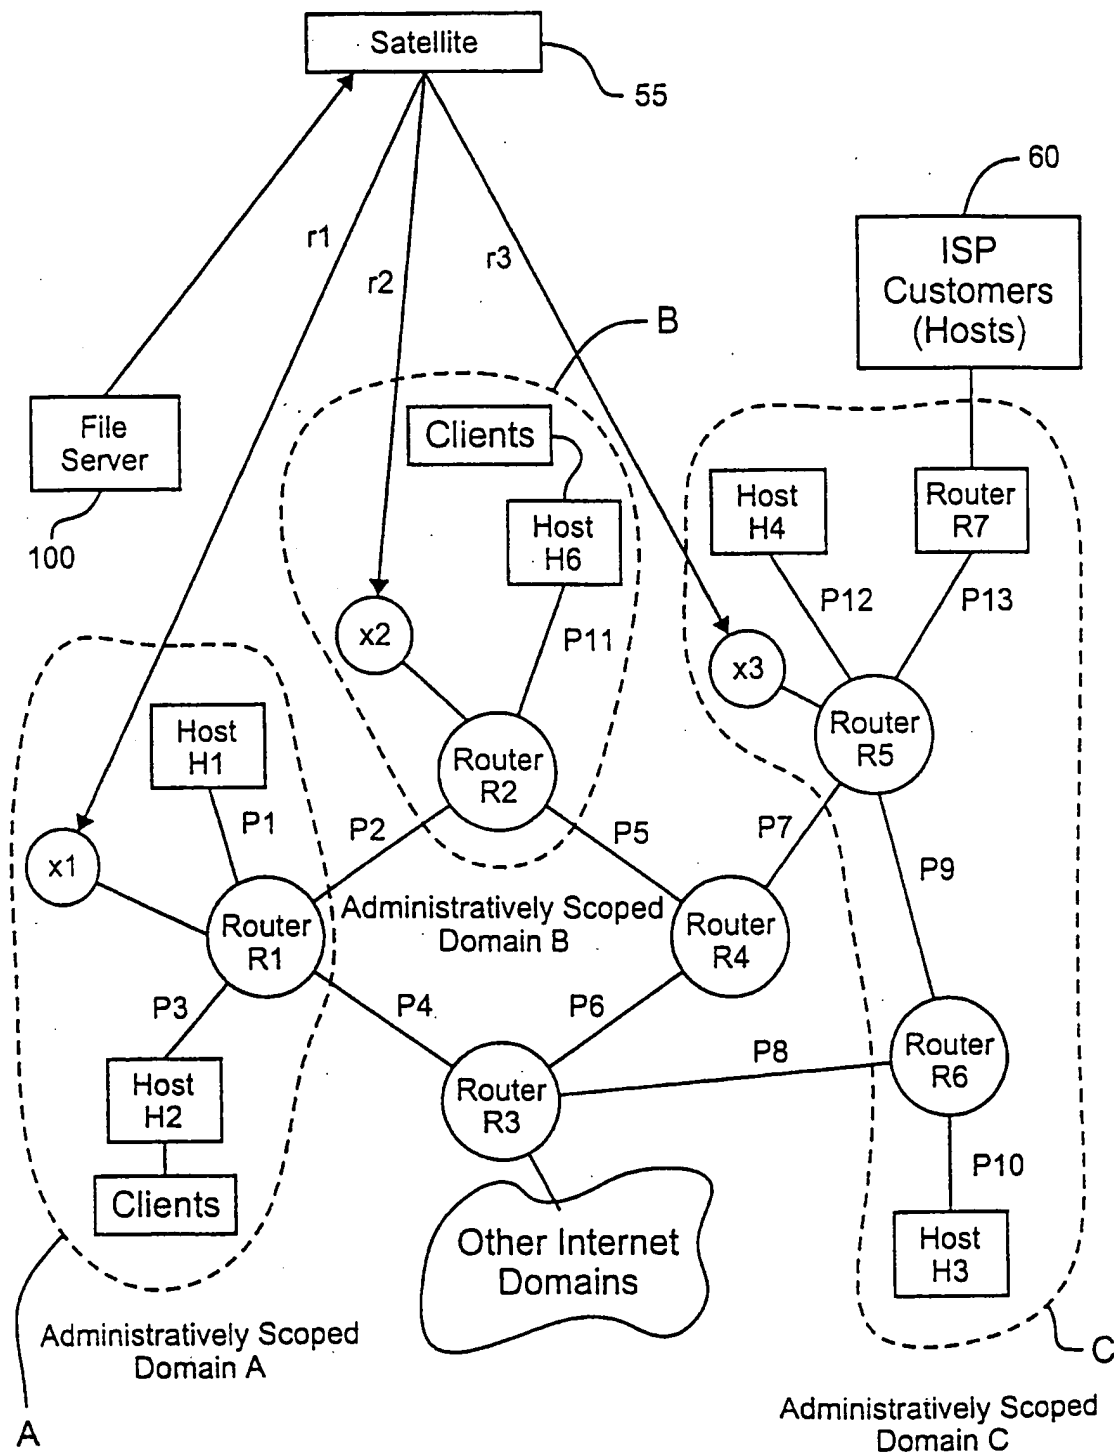 Satellite
55
60
ISP
Customers
(Hosts)
r1
r2
r3
B
File
Server
100
Clients
Host
H6
Host
H4
Router
R7
P12
P13
x2
P11
x3
Host
H1
Router
R2
Router
R5
P1
P2
P5
P7
x1
P9
Router
R1
Administratively Scoped
Domain B
Router
R4
P3
P4
P6
P8
Host
H2
Router
R3
Router
R6
P10
Clients
Other Internet
Domains
Host
H3
Administratively Scoped
Domain A
C
A
Administratively Scoped
Domain C